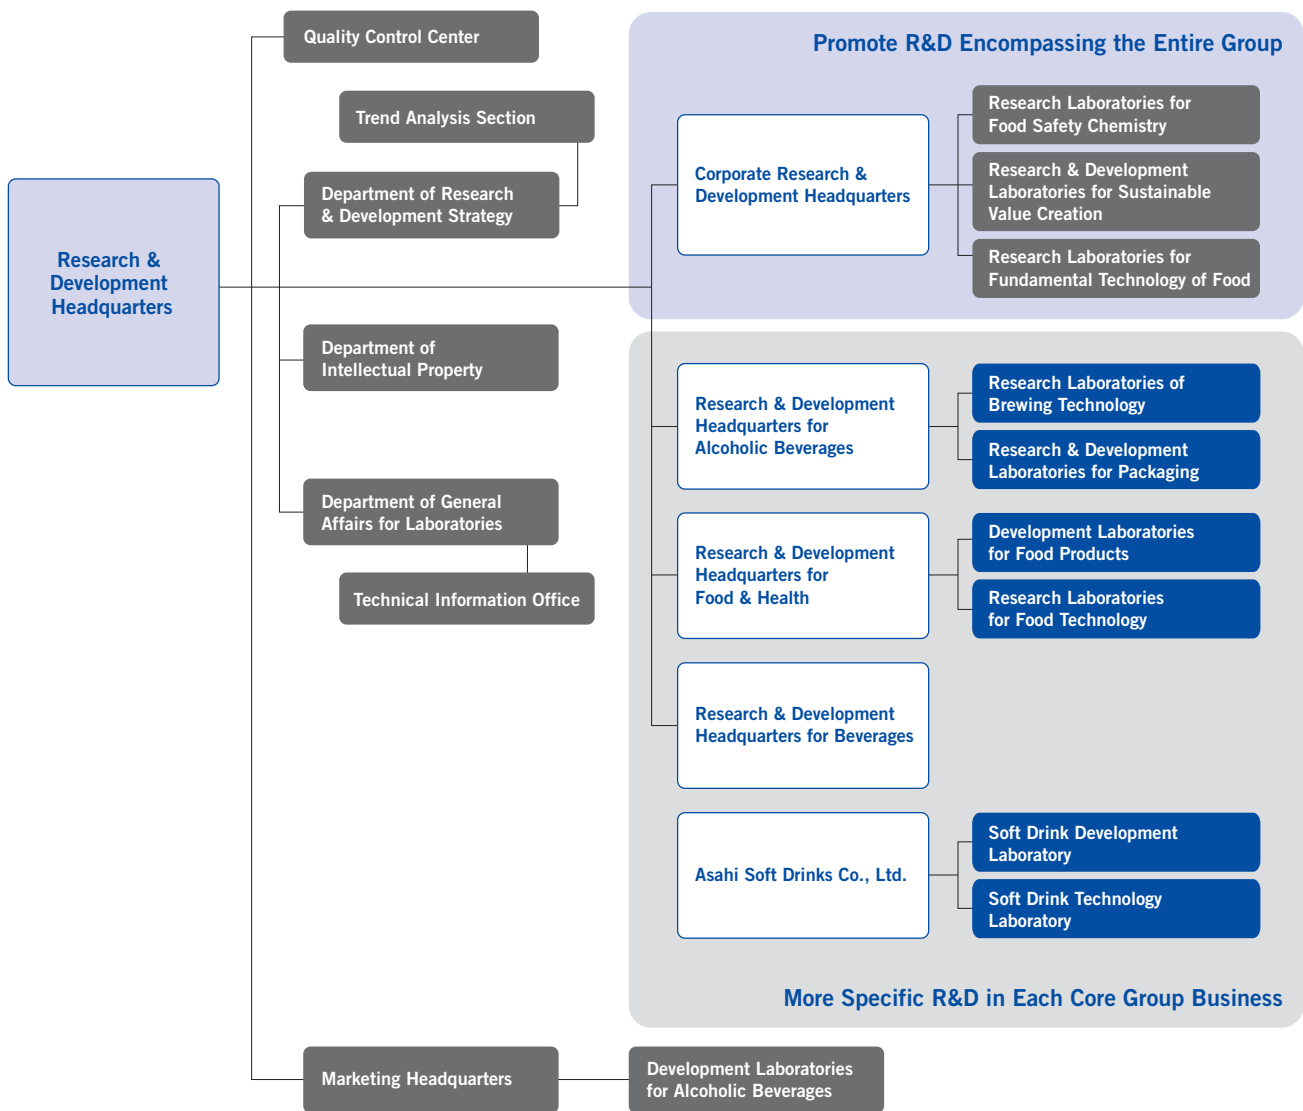 Quality Control Center
Trend Analysis Section
Department of Research
& Development Strategy
Research &
Development
Headquarters
Department of
Intellectual Property
Department of General
Affairs for Laboratories
Technical Information Office
Promote R&D Encompassing the Entire Group
Corporate Research &
Development Headquarters
Research Laboratories for
Food Safety Chemistry
Research & Development
Laboratories for Sustainable
Value Creation
Research Laboratories for
Fundamental Technology of Food
Research & Development
Headquarters for
Alcoholic Beverages
Research Laboratories of
Brewing Technology
Research & Development
Laboratories for Packaging
Research & Development
Headquarters for
Food & Health
Development Laboratories
for Food Products
Research Laboratories
for Food Technology
Research & Development
Headquarters for Beverages
Asahi Soft Drinks Co., Ltd.
Soft Drink Development
Laboratory
Soft Drink Technology
Laboratory
More Specific R&D in Each Core Group Business
Marketing Headquarters
Development Laboratories
for Alcoholic Beverages